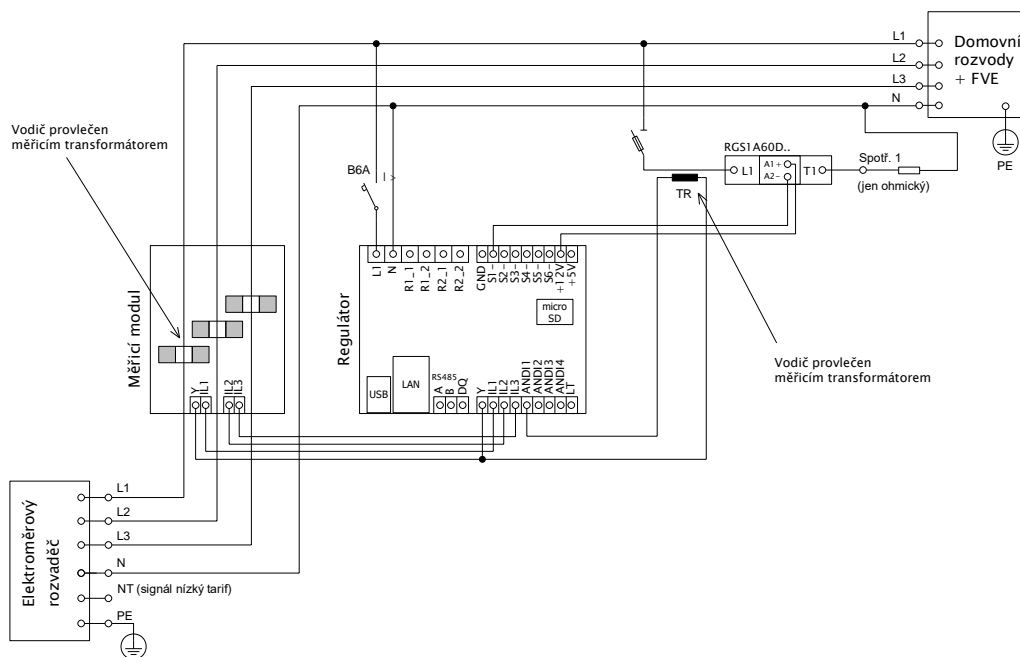 L1
L2
L3
N
Domovní
rozvody
+ FVE
PE
Vodič provlečen
měřicím transformátorem
B6A
I >
RGS1A60D..
L1
A1+
A2-
T1
Spotř. 1
(jen ohmický)
TR
L1
N
R1_1
R1_2
R2_1
R2_2
GND
S1-
S2-
S3-
S4-
S5-
S6-
+12V
+5V
Měřicí modul
Regulátor
micro
SD
USB
LAN
RS485
A
B
DQ
Y
IL1
IL2
IL3
ANDI1
ANDI2
ANDI3
ANDI4
LT
Y
IL1
IL2
IL3
Vodič provlečen
měřicím transformátorem
Elektroměrový
rozvaděč
L1
L2
L3
N
NT (signál nízký tarif)
PE